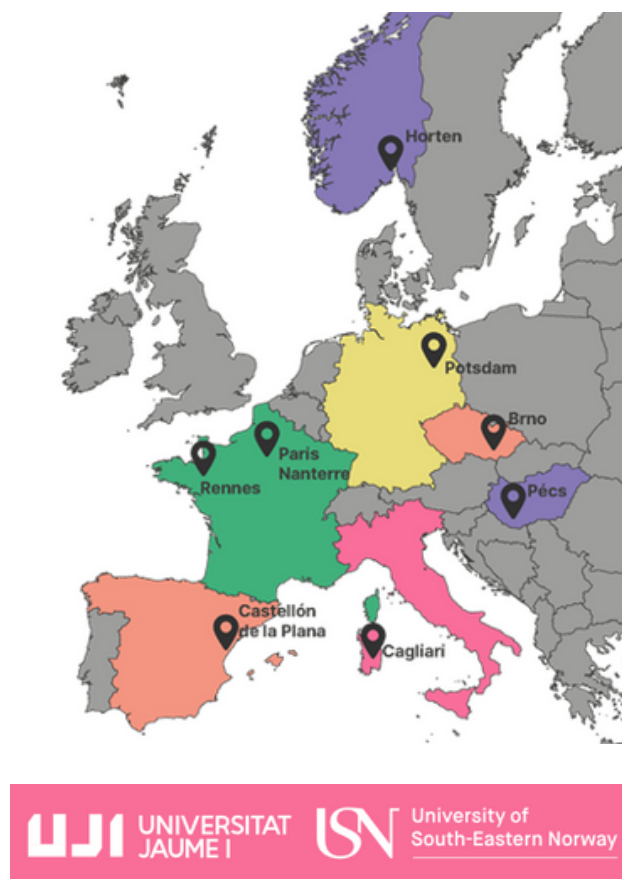 Horten
Potsdam
Brno
Paris
Nanterre
Rennes
Pécs
Castellón
de la Plana
Cagliari
UJI UNIVERSITAT
JAUME I
USN University of
South-Eastern Norway